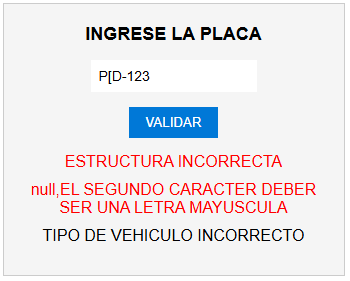 INGRESE LA PLACA
P[D-123
VALIDAR
ESTRUCTURA INCORRECTA
null,EL SEGUNDO CARACTER DEBER
SER UNA LETRA MAYUSCULA
TIPO DE VEHICULO INCORRECTO